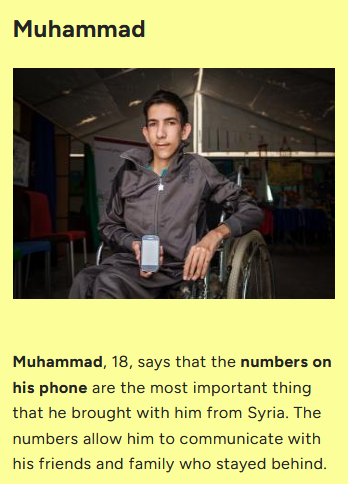 Muhammad
Muhammad, 18, says that the numbers on
his phone are the most important thing
that he brought with him from Syria. The
numbers allow him to communicate with
his friends and family who stayed behind.